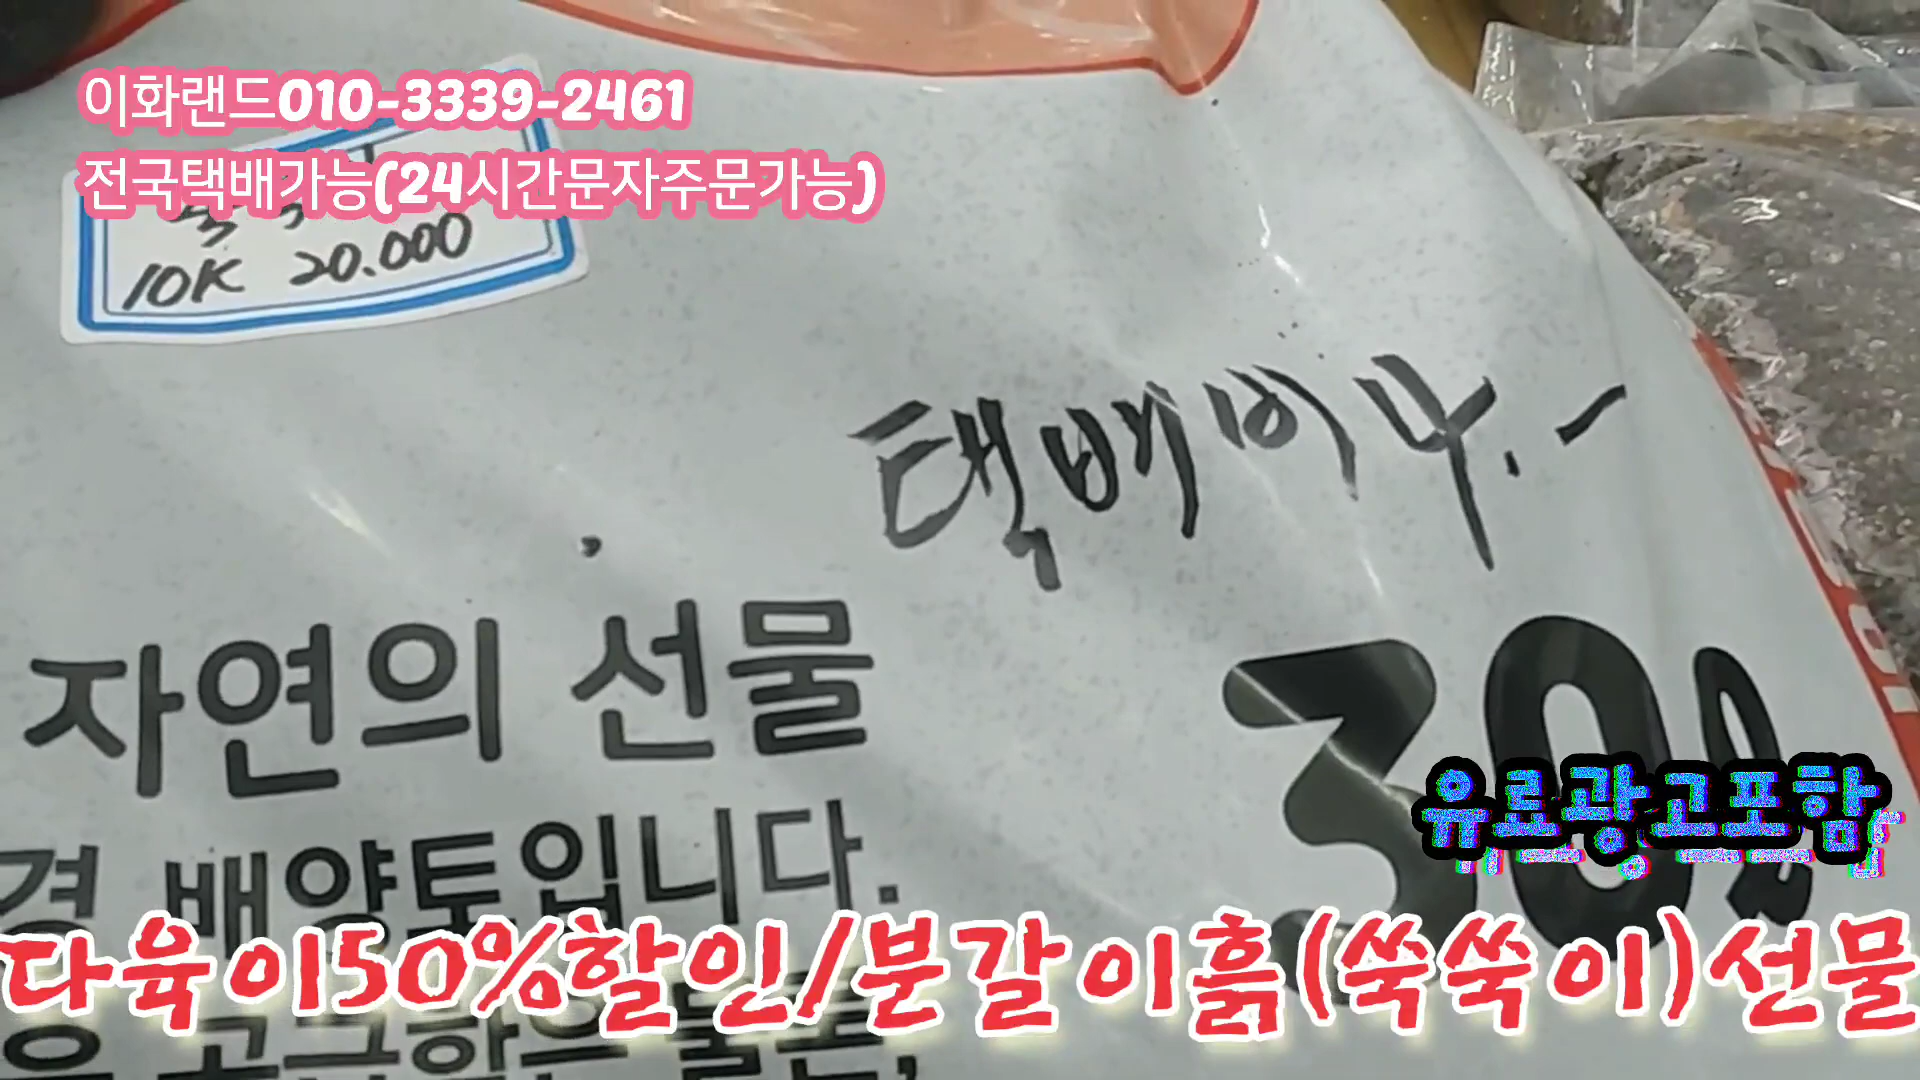 이화랜드010-3339-2461
전국택배가능(24시간문자주문가능)
10K 20.000
택배비 4.-
자연의 선물
30ℓ
경 배양토입니다.
유료광고포함
다육이50%할인/분갈이흙(쑥쑥이)선물